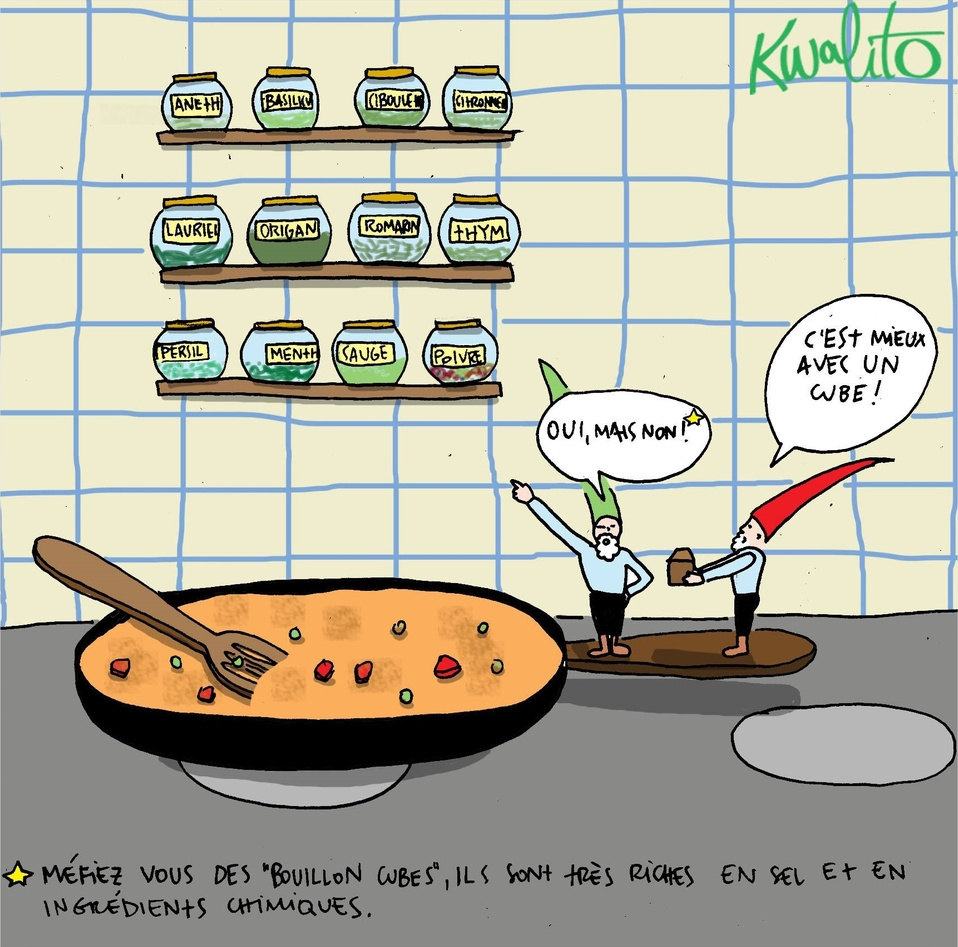 Kwalito
ANETH
BASILIC
CIBOULE
CITRONNE
LAURIE
ORIGAN
ROMARIN
THYM
PERSIL
MENTH
SAUGE
POIVRE
C'EST MIEUX
AVEC UN
CUBE !
OUI, MAIS NON !
MÉFIEZ VOUS DES "BOUILLON CUBES", ILS SONT TRÈS RICHES EN SEL ET EN
INGRÉDIENTS CHIMIQUES.